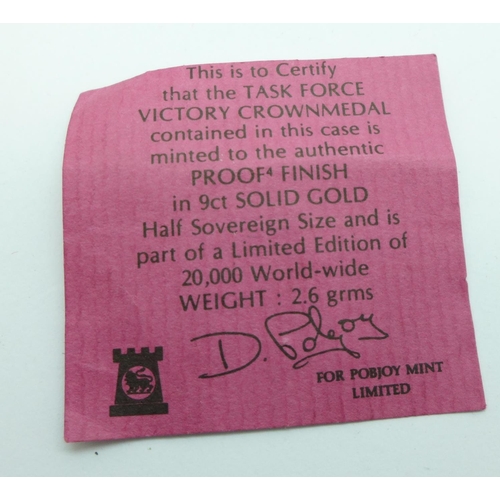 This is to Certify
that the TASK FORCE
VICTORY CROWNMEDAL
contained in this case is
minted to the authentic
PROOF⁴ FINISH
in 9ct SOLID GOLD
Half Sovereign Size and is
part of a Limited Edition of
20,000 World-wide
WEIGHT : 2.6 grms
D. Pobjoy
FOR POBJOY MINT
LIMITED